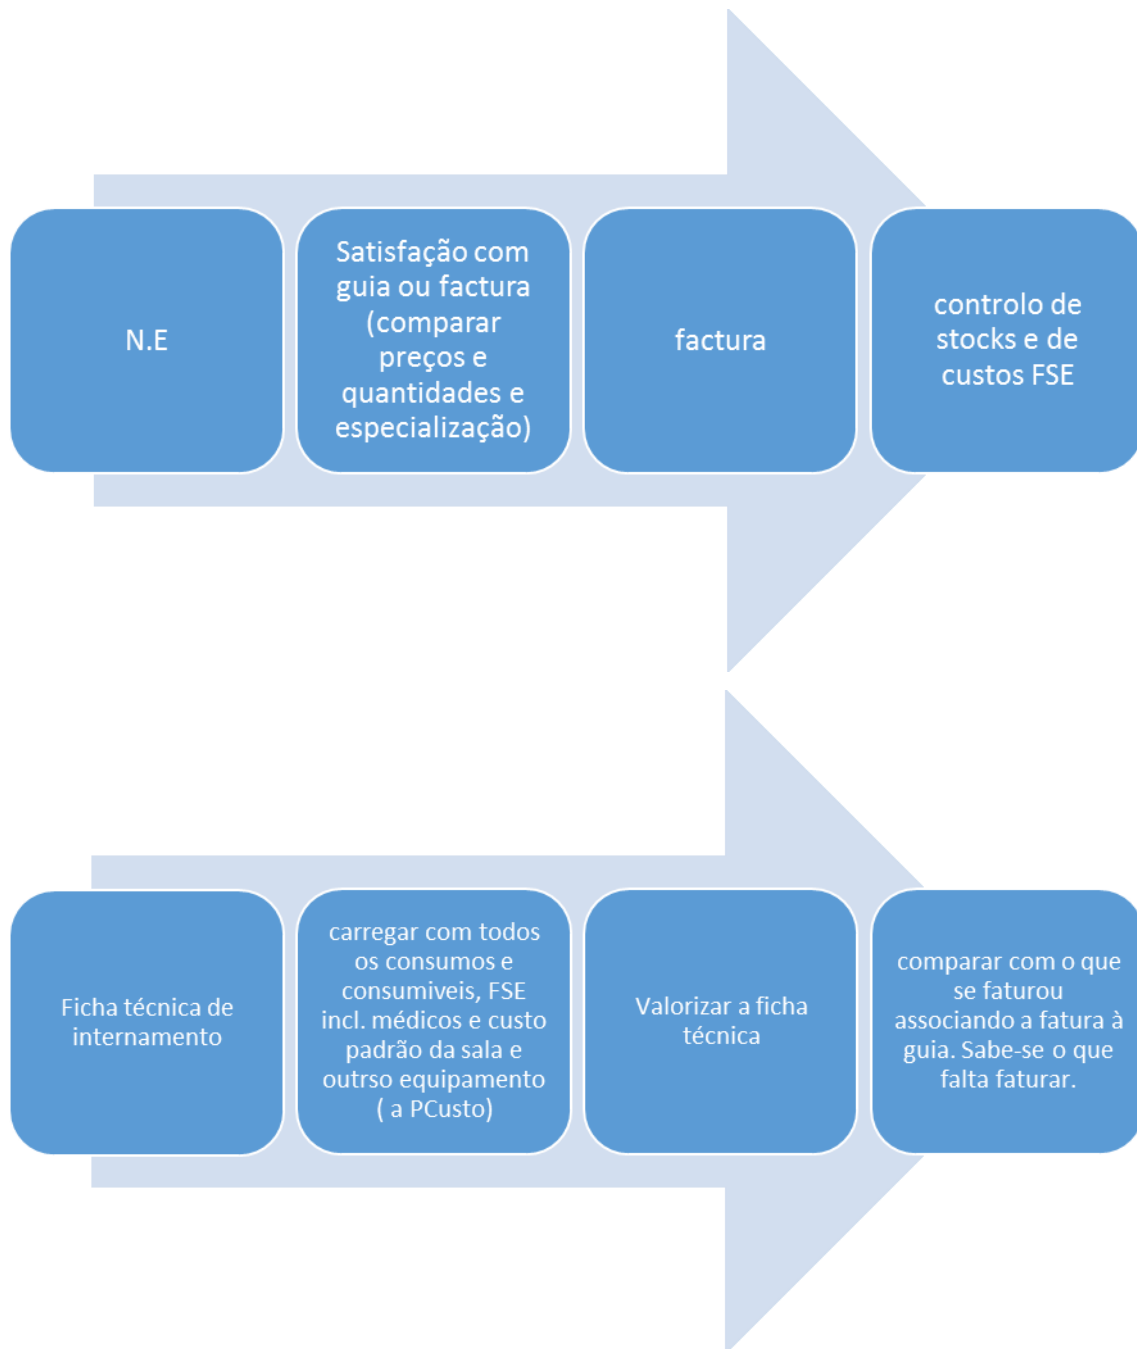 N.E
Satisfação com
guia ou factura
(comparar
preços e
quantidades e
especialização)
factura
controlo de
stocks e de
custos FSE
Ficha técnica de
internamento
carregar com todos
os consumos e
consumiveis, FSE
incl. médicos e custo
padrão da sala e
outrso equipamento
( a PCusto)
Valorizar a ficha
técnica
comparar com o que
se faturou
associando a fatura à
guia. Sabe-se o que
falta faturar.